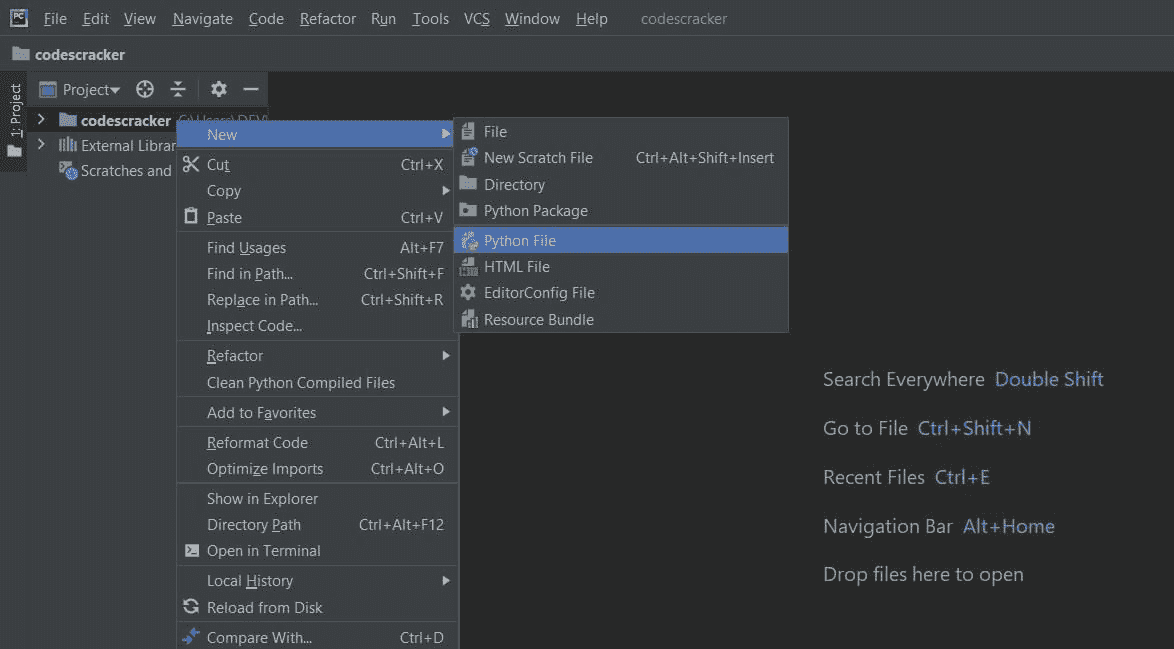 PC File Edit View Navigate Code Refactor Run Tools VCS Window Help codescracker
codescracker
1: Project
Project
codescracker
External Librar
Scratches and
New
Cut Ctrl+X
Copy
Paste Ctrl+V
Find Usages Alt+F7
Find in Path... Ctrl+Shift+F
Replace in Path... Ctrl+Shift+R
Inspect Code...
Refactor
Clean Python Compiled Files
Add to Favorites
Reformat Code Ctrl+Alt+L
Optimize Imports Ctrl+Alt+O
Show in Explorer
Directory Path Ctrl+Alt+F12
Open in Terminal
Local History
Reload from Disk
Compare With... Ctrl+D
File
New Scratch File Ctrl+Alt+Shift+Insert
Directory
Python Package
Python File
HTML File
EditorConfig File
Resource Bundle
Search Everywhere Double Shift
Go to File Ctrl+Shift+N
Recent Files Ctrl+E
Navigation Bar Alt+Home
Drop files here to open